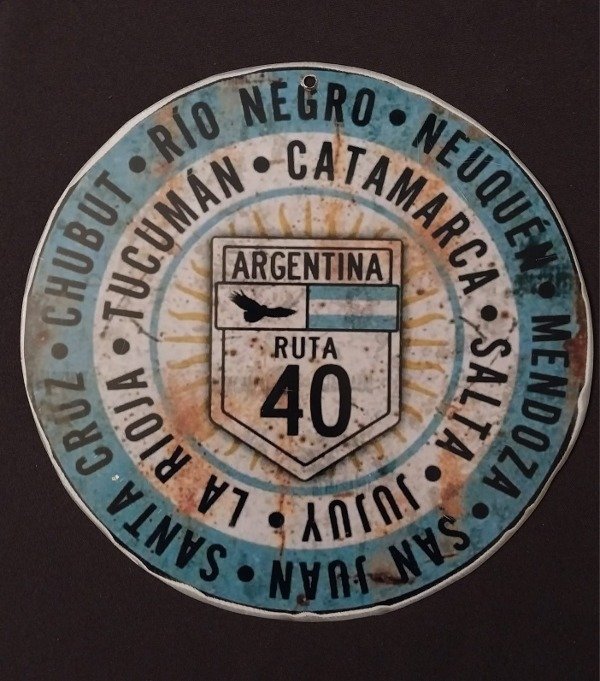 SANTA CRUZ • CHUBUT • RÍO NEGRO • NEUQUÉN • MENDOZA • SAN JUAN •
LA RIOJA • TUCUMÁN • CATAMARCA • SALTA • JUJUY •
ARGENTINA
RUTA
40